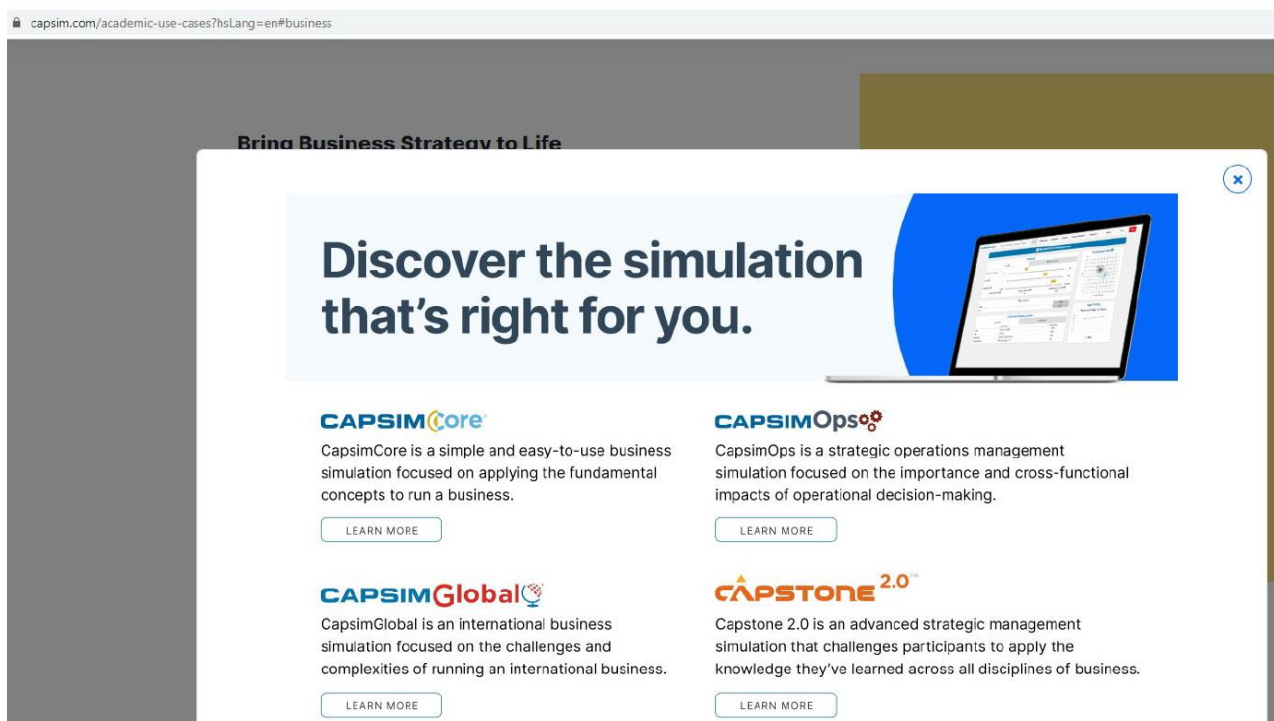 capsim.com/academic-use-cases?hsLang=en#business
Bring Business Strategy to Life
Discover the simulation
that's right for you.
CAPSIMCore
CapsimCore is a simple and easy-to-use business
simulation focused on applying the fundamental
concepts to run a business.
LEARN MORE
CAPSIMOps
CapsimOps is a strategic operations management
simulation focused on the importance and cross-functional
impacts of operational decision-making.
LEARN MORE
CAPSIMGlobal
CapsimGlobal is an international business
simulation focused on the challenges and
complexities of running an international business.
LEARN MORE
CAPSTONE 2.0™
Capstone 2.0 is an advanced strategic management
simulation that challenges participants to apply the
knowledge they've learned across all disciplines of business.
LEARN MORE